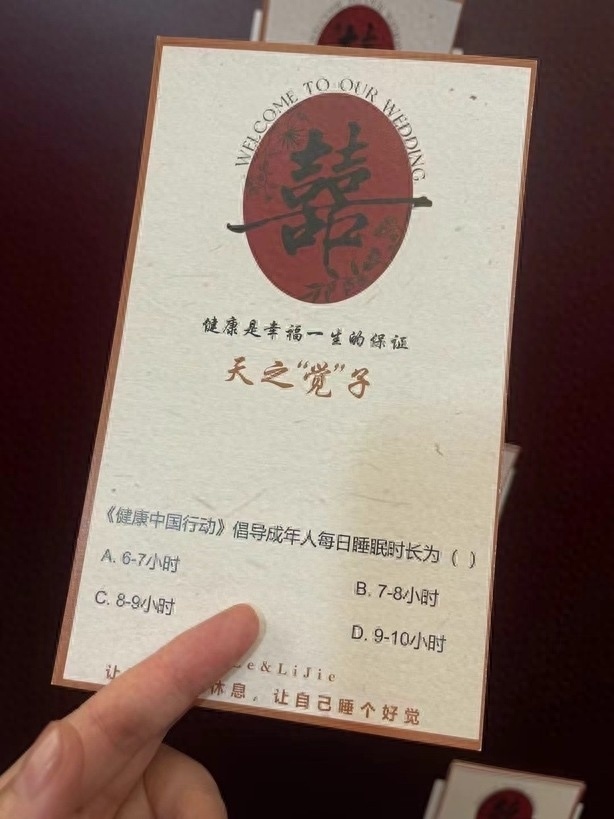 WELCOME TO OUR WEDDING
囍
健康是幸福一生的保证
天之“觉”子
《健康中国行动》倡导成年人每日睡眠时长为（ ）
A. 6-7小时
B. 7-8小时
C. 8-9小时
D. 9-10小时
e&LiJie
让 休息，让自己睡个好觉